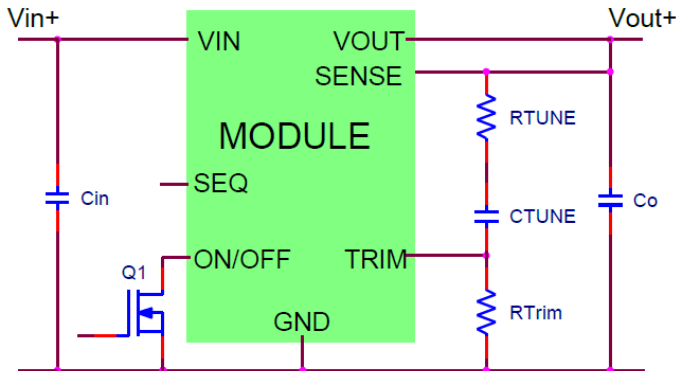 Vin+
Vout+
VIN
VOUT
SENSE
RTUNE
MODULE
SEQ
Cin
CTUNE
Co
ON/OFF
TRIM
Q1
RTrim
GND